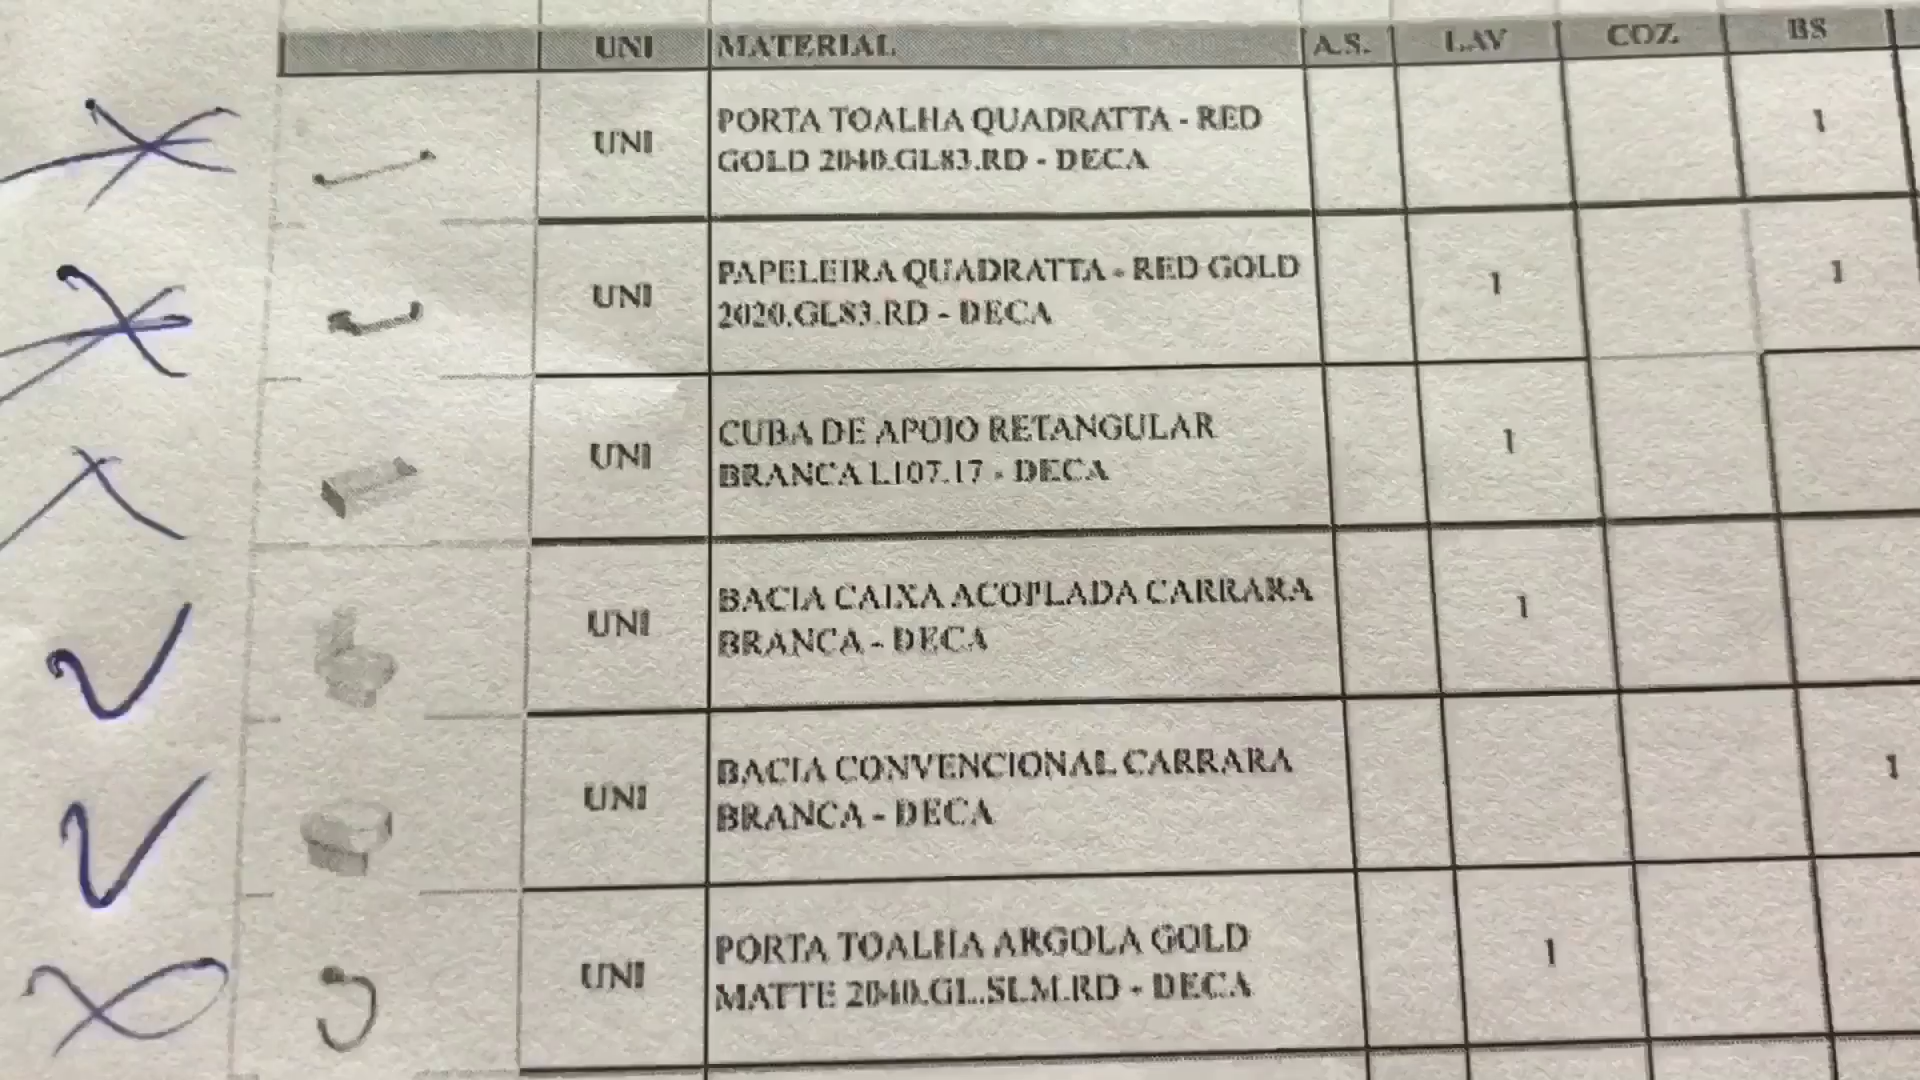 UNI MATERIAL A.S. LAV COZ. BS
UNI PORTA TOALHA QUADRATTA - RED 1
GOLD 2040.GL83.RD - DECA
UNI PAPELEIRA QUADRATTA - RED GOLD 1 1
2020.GL83.RD - DECA
UNI CUBA DE APOIO RETANGULAR 1
BRANCA L107.17 - DECA
UNI BACIA CAIXA ACOPLADA CARRARA 1
BRANCA - DECA
UNI BACIA CONVENCIONAL CARRARA 1
BRANCA - DECA
UNI PORTA TOALHA ARGOLA GOLD 1
MATTE 2040.GL.SLM.RD - DECA